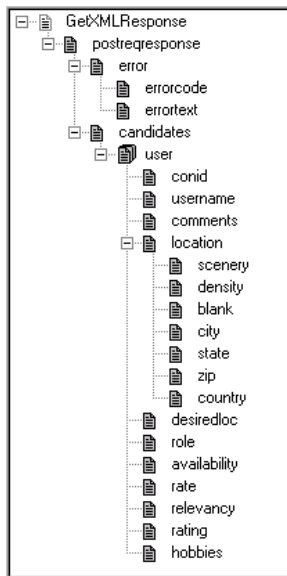 GetXMLResponse
postreqresponse
error
errorcode
errortext
candidates
user
conid
username
comments
location
scenery
density
blank
city
state
zip
country
desiredloc
role
availability
rate
relevancy
rating
hobbies